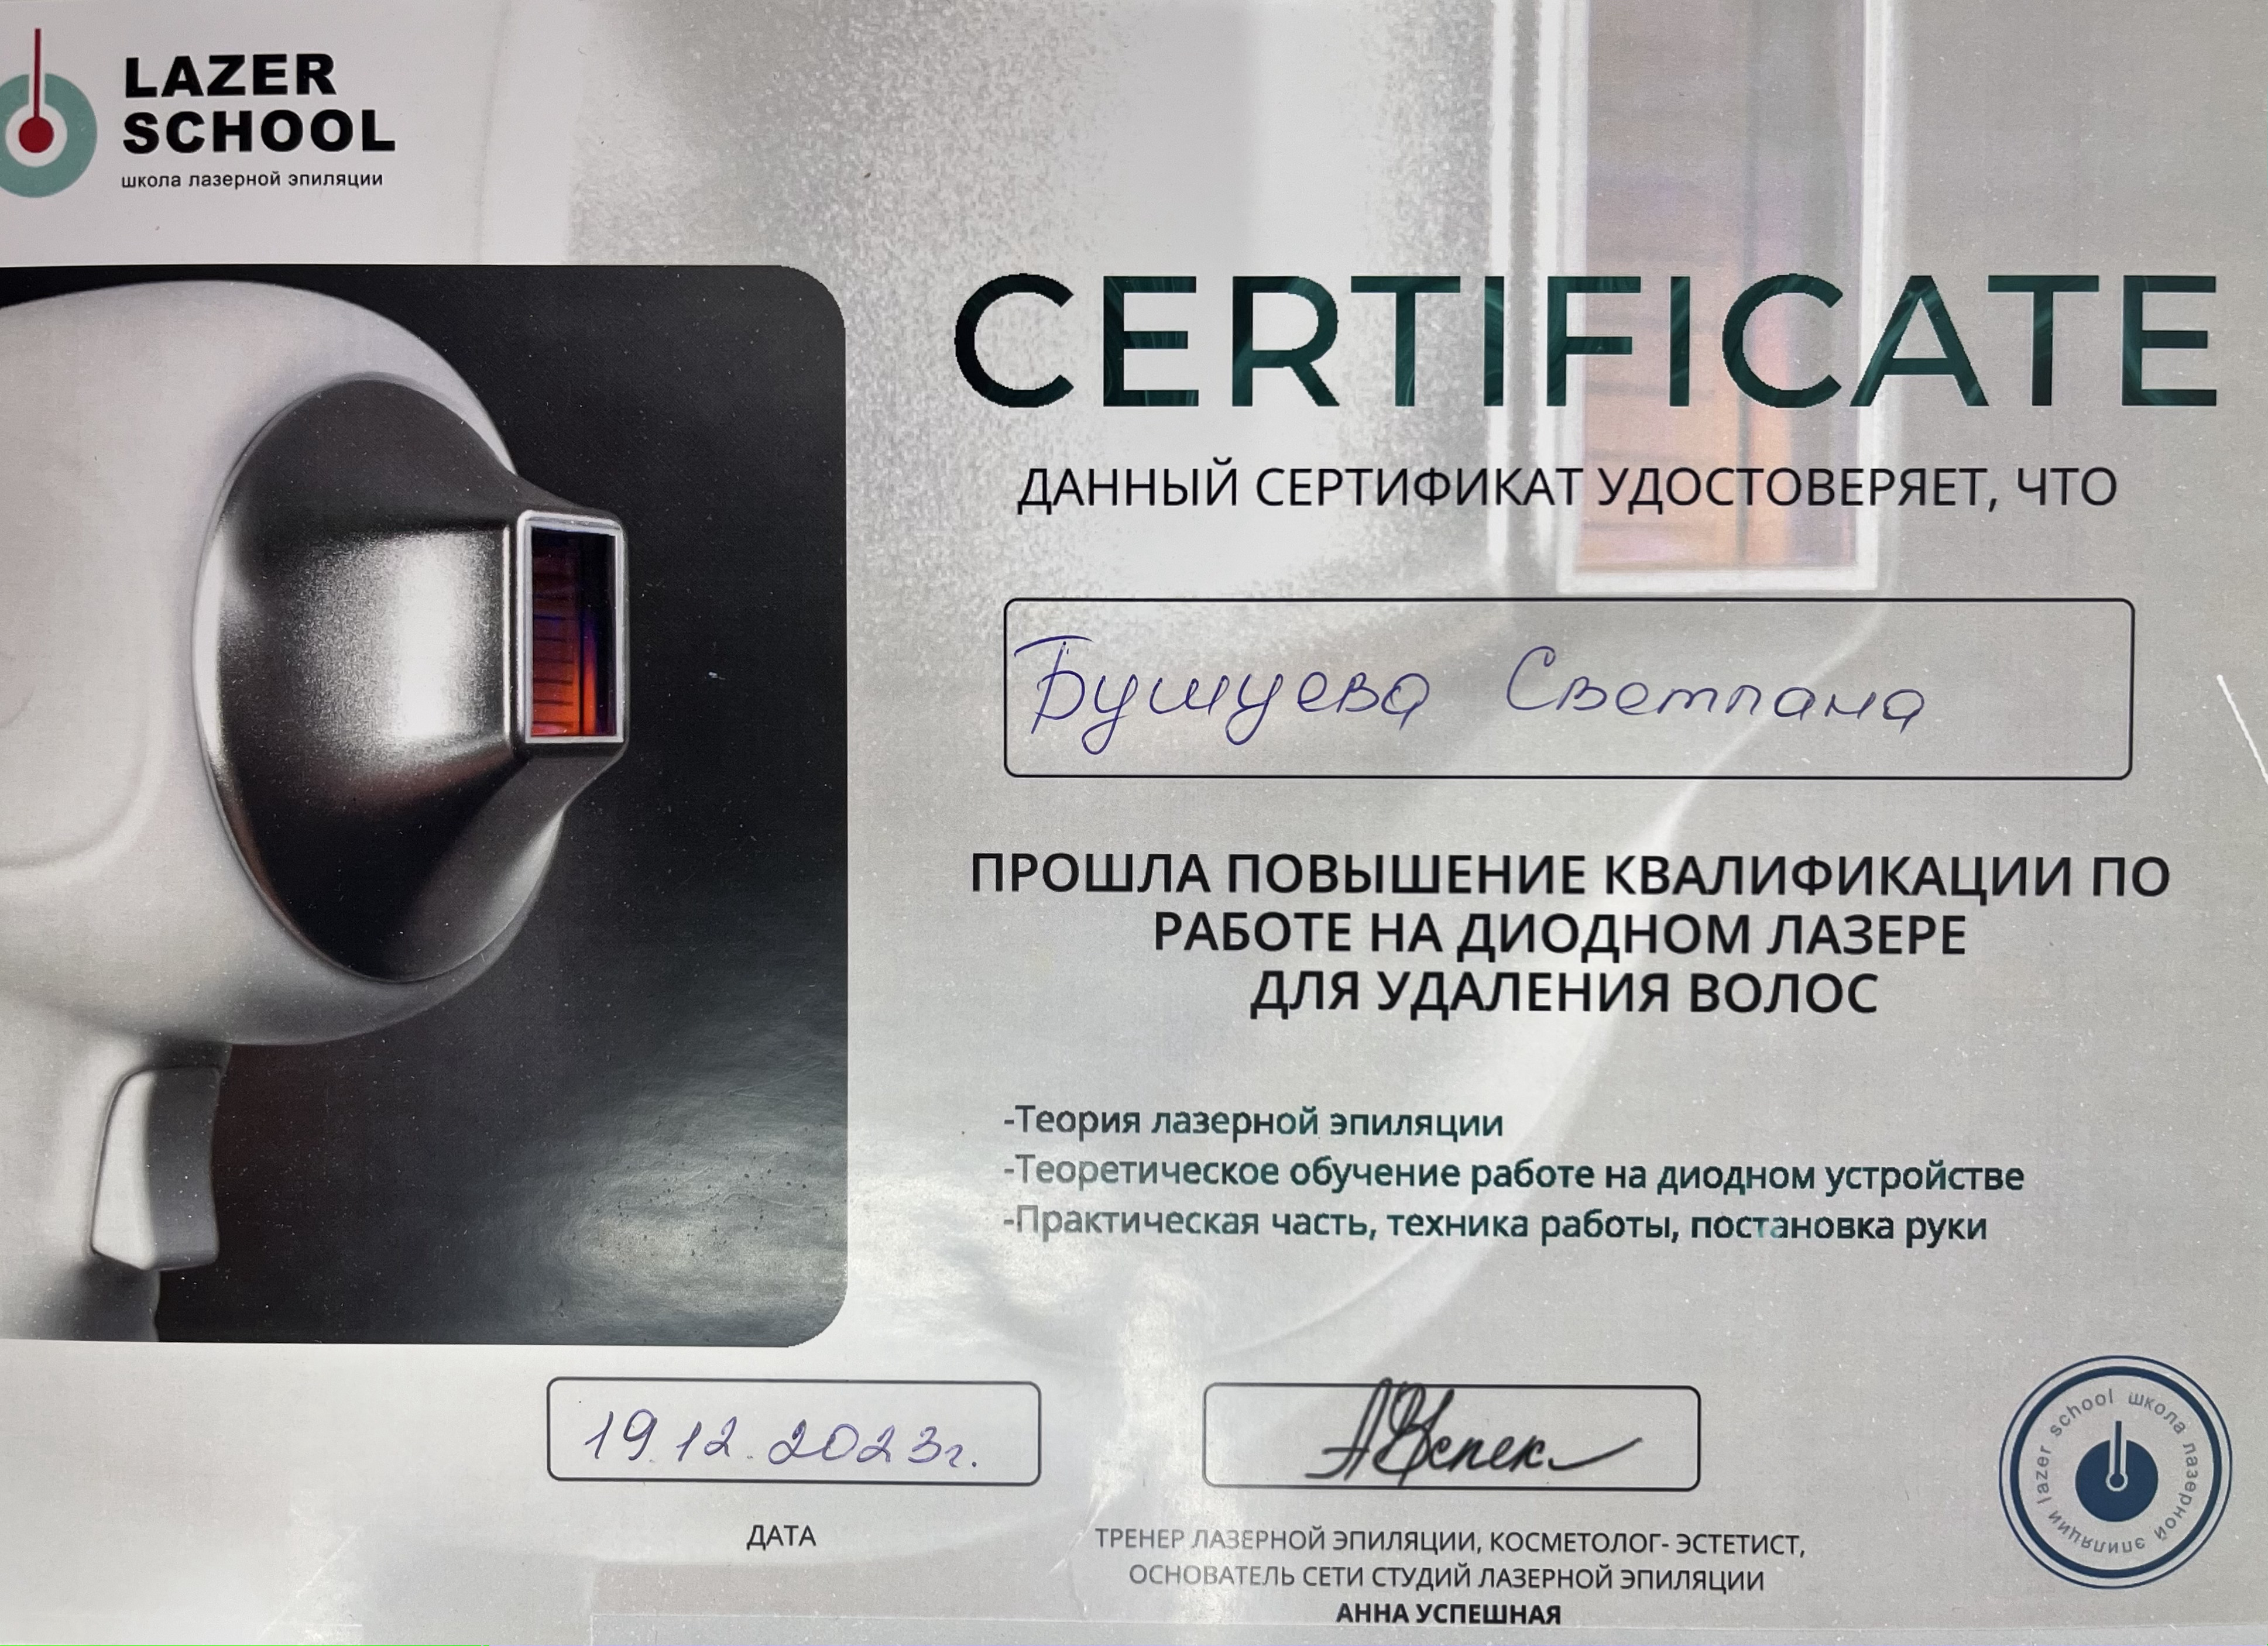 LAZER
SCHOOL
школа лазерной эпиляции
CERTIFICATE
ДАННЫЙ СЕРТИФИКАТ УДОСТОВЕРЯЕТ, ЧТО
Бушуева Светлана
ПРОШЛА ПОВЫШЕНИЕ КВАЛИФИКАЦИИ ПО
РАБОТЕ НА ДИОДНОМ ЛАЗЕРЕ
ДЛЯ УДАЛЕНИЯ ВОЛОС
-Теория лазерной эпиляции
-Теоретическое обучение работе на диодном устройстве
-Практическая часть, техника работы, постановка руки
19.12.2023г.
ДАТА
ТРЕНЕР ЛАЗЕРНОЙ ЭПИЛЯЦИИ, КОСМЕТОЛОГ- ЭСТЕТИСТ,
ОСНОВАТЕЛЬ СЕТИ СТУДИЙ ЛАЗЕРНОЙ ЭПИЛЯЦИИ
АННА УСПЕШНАЯ
lazer school школа лазерной эпиляции